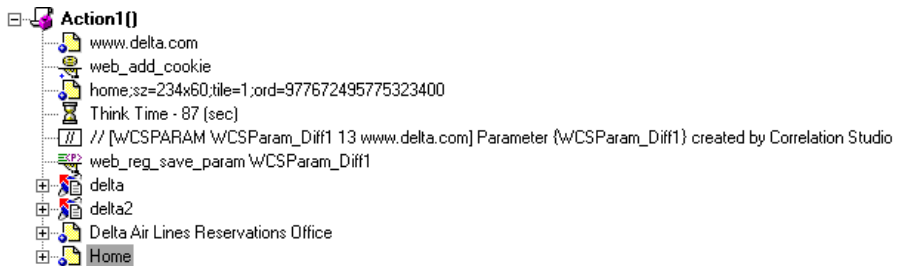 Action1()
www.delta.com
web_add_cookie
home;sz=234x60;tile=1;ord=977672495775323400
Think Time - 87 (sec)
// // [WCSPARAM WCSParam_Diff1 13 www.delta.com] Parameter {WCSParam_Diff1} created by Correlation Studio
web_reg_save_param WCSParam_Diff1
delta
delta2
Delta Air Lines Reservations Office
Home